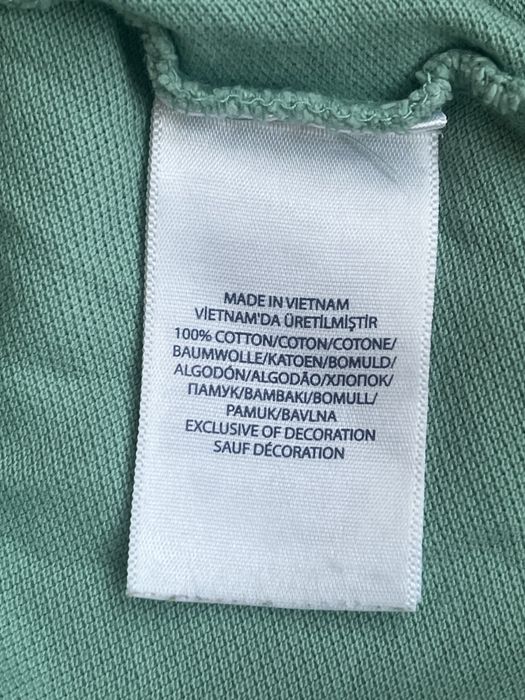 MADE IN VIETNAM
VİETNAM'DA ÜRETİLMİŞTİR
100% COTTON/COTON/COTONE/
BAUMWOLLE/KATOEN/BOMULD/
ALGODÓN/ALGODÃO/ХЛОПОК/
ПАМУК/BAMBAKI/BOMULL/
PAMUK/BAVLNA
EXCLUSIVE OF DECORATION
SAUF DÉCORATION